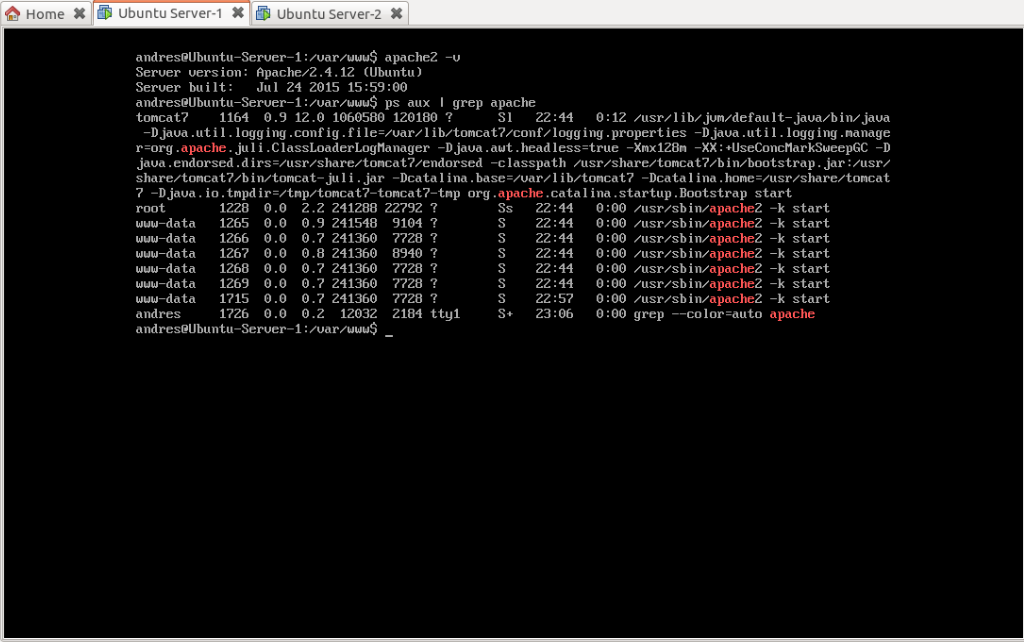 Home Ubuntu Server-1 Ubuntu Server-2
andres@Ubuntu-Server-1:/var/www$ apache2 -v
Server version: Apache/2.4.12 (Ubuntu)
Server built:   Jul 24 2015 15:59:00
andres@Ubuntu-Server-1:/var/www$ ps aux | grep apache
tomcat7    1164  0.9 12.0 1060580 120180 ?      Sl   22:44   0:12 /usr/lib/jvm/default-java/bin/java
 -Djava.util.logging.config.file=/var/lib/tomcat7/conf/logging.properties -Djava.util.logging.manage
r=org.apache.juli.ClassLoaderLogManager -Djava.awt.headless=true -Xmx128m -XX:+UseConcMarkSweepGC -D
java.endorsed.dirs=/usr/share/tomcat7/endorsed -classpath /usr/share/tomcat7/bin/bootstrap.jar:/usr/
share/tomcat7/bin/tomcat-juli.jar -Dcatalina.base=/var/lib/tomcat7 -Dcatalina.home=/usr/share/tomcat
7 -Djava.io.tmpdir=/tmp/tomcat7-tomcat7-tmp org.apache.catalina.startup.Bootstrap start
root       1228  0.0  2.2 241288 22792 ?        Ss   22:44   0:00 /usr/sbin/apache2 -k start
www-data   1265  0.0  0.9 241548  9104 ?        S    22:44   0:00 /usr/sbin/apache2 -k start
www-data   1266  0.0  0.7 241360  7728 ?        S    22:44   0:00 /usr/sbin/apache2 -k start
www-data   1267  0.0  0.8 241360  8940 ?        S    22:44   0:00 /usr/sbin/apache2 -k start
www-data   1268  0.0  0.7 241360  7728 ?        S    22:44   0:00 /usr/sbin/apache2 -k start
www-data   1269  0.0  0.7 241360  7728 ?        S    22:44   0:00 /usr/sbin/apache2 -k start
www-data   1715  0.0  0.7 241360  7728 ?        S    22:57   0:00 /usr/sbin/apache2 -k start
andres     1726  0.0  0.2  12032  2184 tty1     S+   23:06   0:00 grep --color=auto apache
andres@Ubuntu-Server-1:/var/www$ _